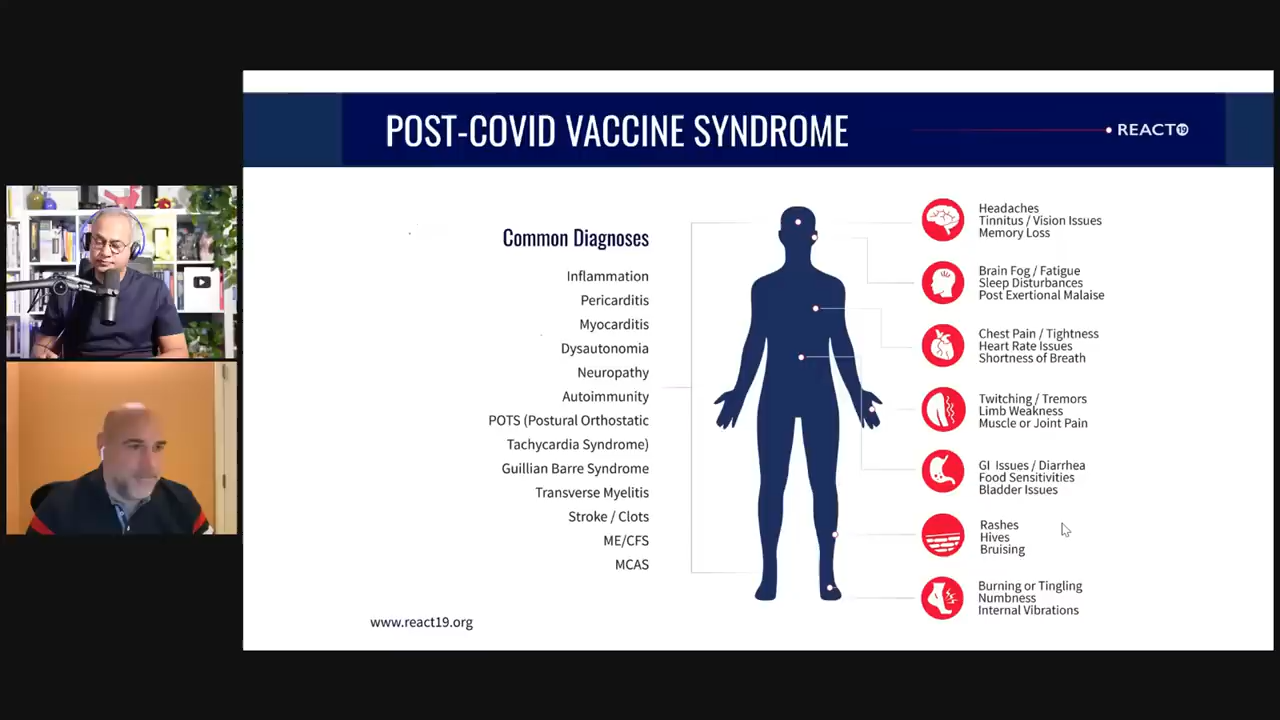 POST-COVID VACCINE SYNDROME
REACT19
Common Diagnoses
Inflammation
Pericarditis
Myocarditis
Dysautonomia
Neuropathy
Autoimmunity
POTS (Postural Orthostatic
Tachycardia Syndrome)
Guillian Barre Syndrome
Transverse Myelitis
Stroke / Clots
ME/CFS
MCAS
www.react19.org
Headaches
Tinnitus / Vision Issues
Memory Loss
Brain Fog / Fatigue
Sleep Disturbances
Post Exertional Malaise
Chest Pain / Tightness
Heart Rate Issues
Shortness of Breath
Twitching / Tremors
Limb Weakness
Muscle or Joint Pain
GI Issues / Diarrhea
Food Sensitivities
Bladder Issues
Rashes
Hives
Bruising
Burning or Tingling
Numbness
Internal Vibrations